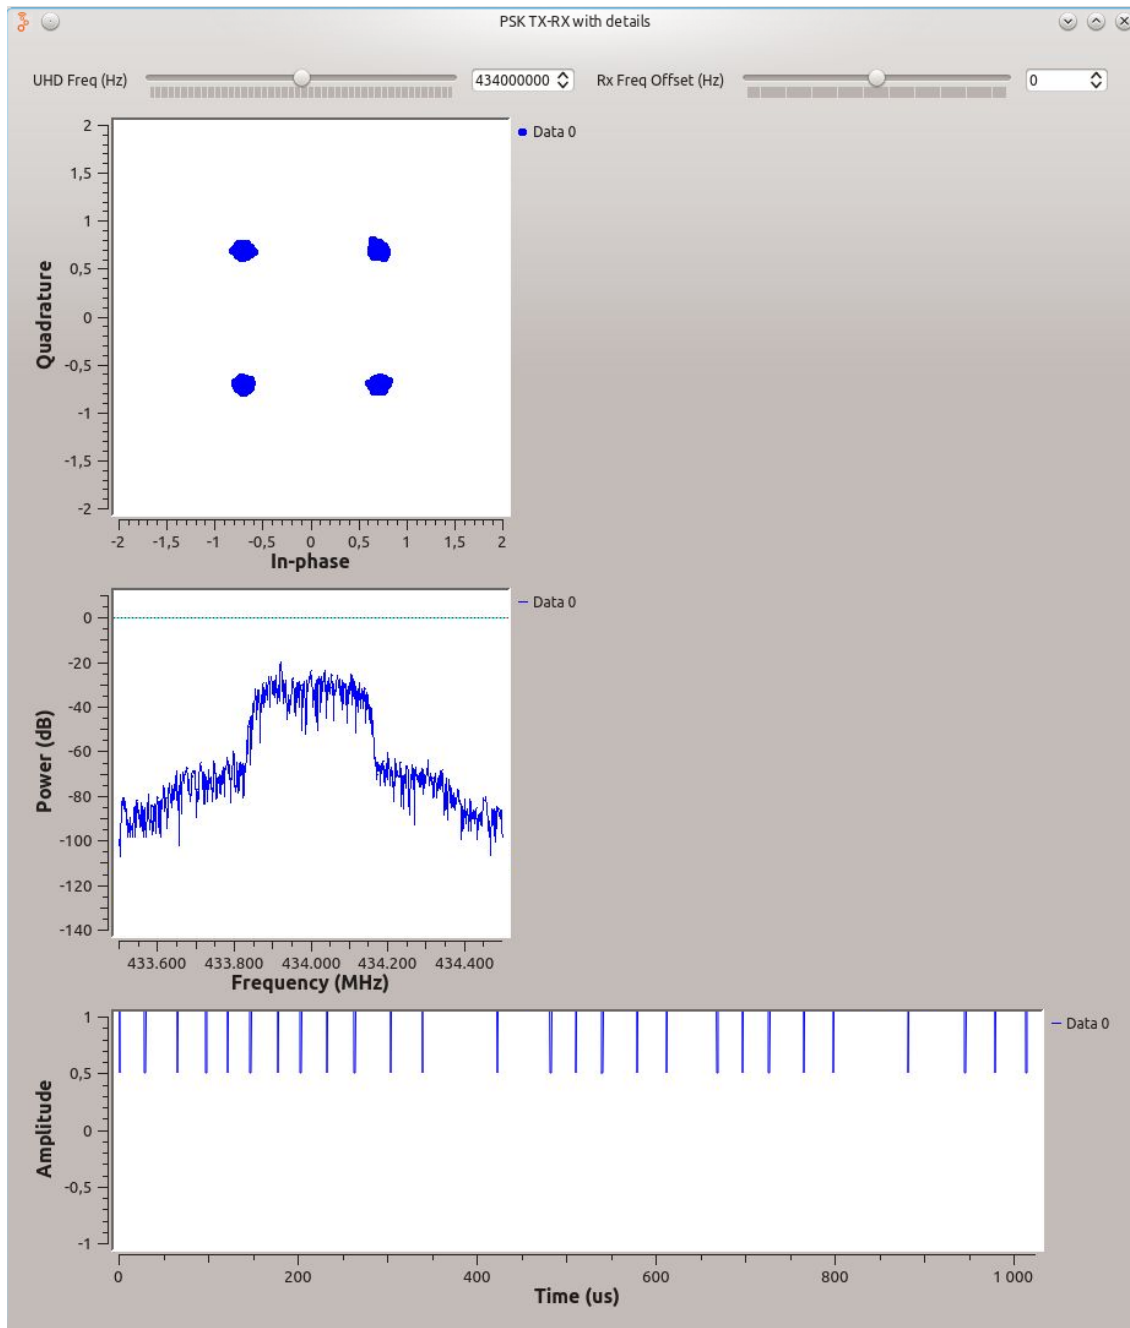 PSK TX-RX with details
UHD Freq (Hz) 434000000 Rx Freq Offset (Hz) 0
Data 0
2
1,5
1
0,5
0
-0,5
-1
-1,5
-2
Quadrature
-2 -1,5 -1 -0,5 0 0,5 1 1,5 2
In-phase
Data 0
0
-20
-40
-60
-80
-100
-120
-140
Power (dB)
433.600 433.800 434.000 434.200 434.400
Frequency (MHz)
Data 0
1
0,5
0
-0,5
-1
Amplitude
0 200 400 600 800 1 000
Time (us)